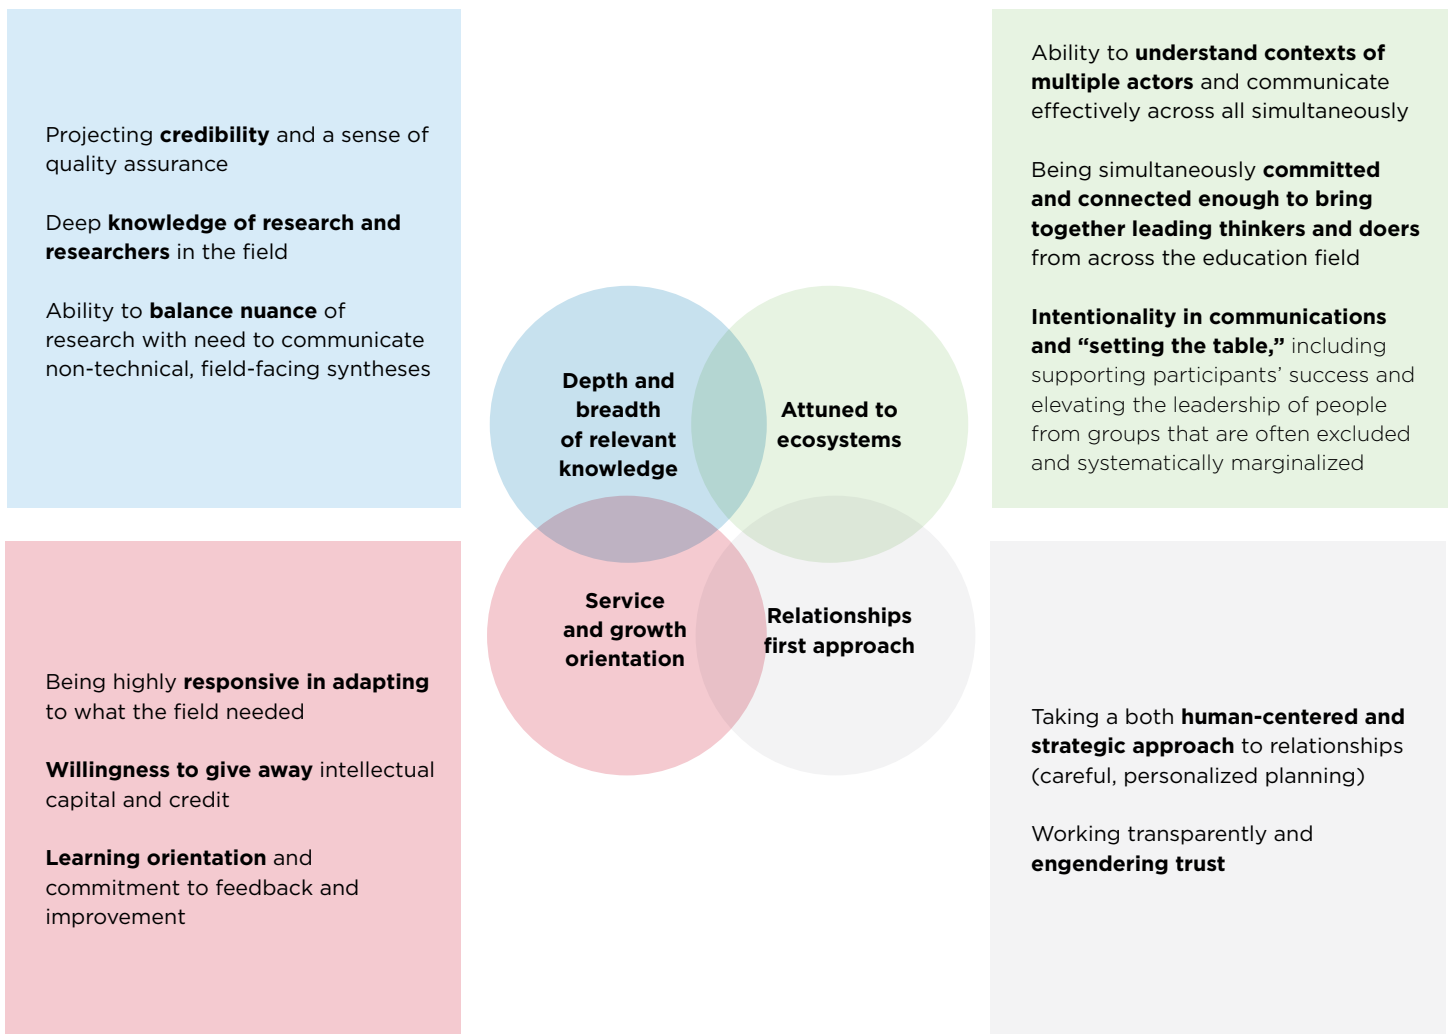 Projecting credibility and a sense of
quality assurance
Deep knowledge of research and
researchers in the field
Ability to balance nuance of
research with need to communicate
non-technical, field-facing syntheses
Ability to understand contexts of
multiple actors and communicate
effectively across all simultaneously
Being simultaneously committed
and connected enough to bring
together leading thinkers and doers
from across the education field
Intentionality in communications
and “setting the table,” including
supporting participants’ success and
elevating the leadership of people
from groups that are often excluded
and systematically marginalized
Depth and
breadth
of relevant
knowledge
Attuned to
ecosystems
Service
and growth
orientation
Relationships
first approach
Being highly responsive in adapting
to what the field needed
Willingness to give away intellectual
capital and credit
Learning orientation and
commitment to feedback and
improvement
Taking a both human-centered and
strategic approach to relationships
(careful, personalized planning)
Working transparently and
engendering trust